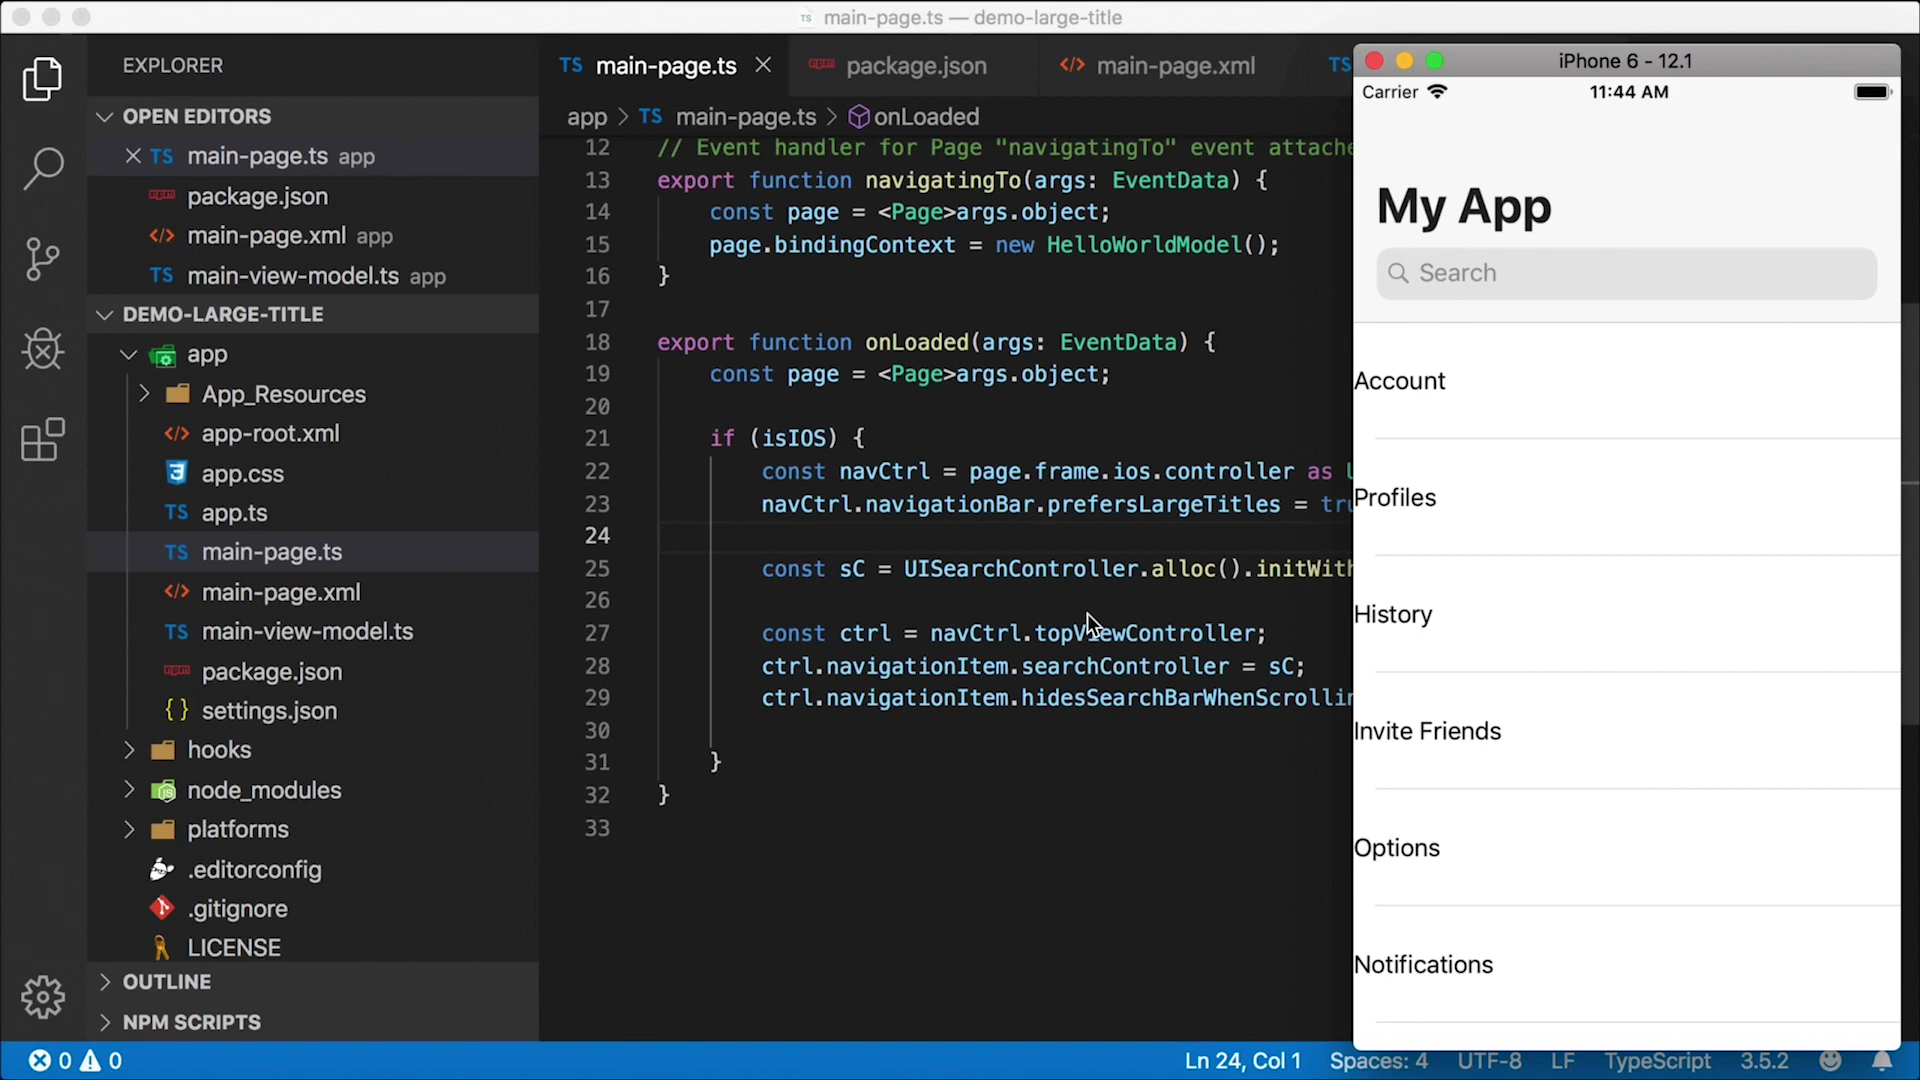 TS main-page.ts — demo-large-title
EXPLORER
OPEN EDITORS
TS main-page.ts app
package.json
main-page.xml app
TS main-view-model.ts app
DEMO-LARGE-TITLE
app
App_Resources
app-root.xml
app.css
TS app.ts
TS main-page.ts
main-page.xml
TS main-view-model.ts
package.json
{} settings.json
hooks
node_modules
platforms
.editorconfig
.gitignore
LICENSE
OUTLINE
NPM SCRIPTS
TS main-page.ts
package.json
main-page.xml
TS
app > TS main-page.ts > onLoaded
12 // Event handler for Page "navigatingTo" event attache
13 export function navigatingTo(args: EventData) {
14 const page = <Page>args.object;
15 page.bindingContext = new HelloWorldModel();
16 }
17
18 export function onLoaded(args: EventData) {
19 const page = <Page>args.object;
20
21 if (isIOS) {
22 const navCtrl = page.frame.ios.controller as
23 navCtrl.navigationBar.prefersLargeTitles = tru
24
25 const sC = UISearchController.alloc().initWith
26
27 const ctrl = navCtrl.topViewController;
28 ctrl.navigationItem.searchController = sC;
29 ctrl.navigationItem.hidesSearchBarWhenScrollin
30
31 }
32 }
33
iPhone 6 - 12.1
Carrier 11:44 AM
My App
Search
Account
Profiles
History
Invite Friends
Options
Notifications
0 0
Ln 24, Col 1 Spaces: 4 UTF-8 LF TypeScript 3.5.2